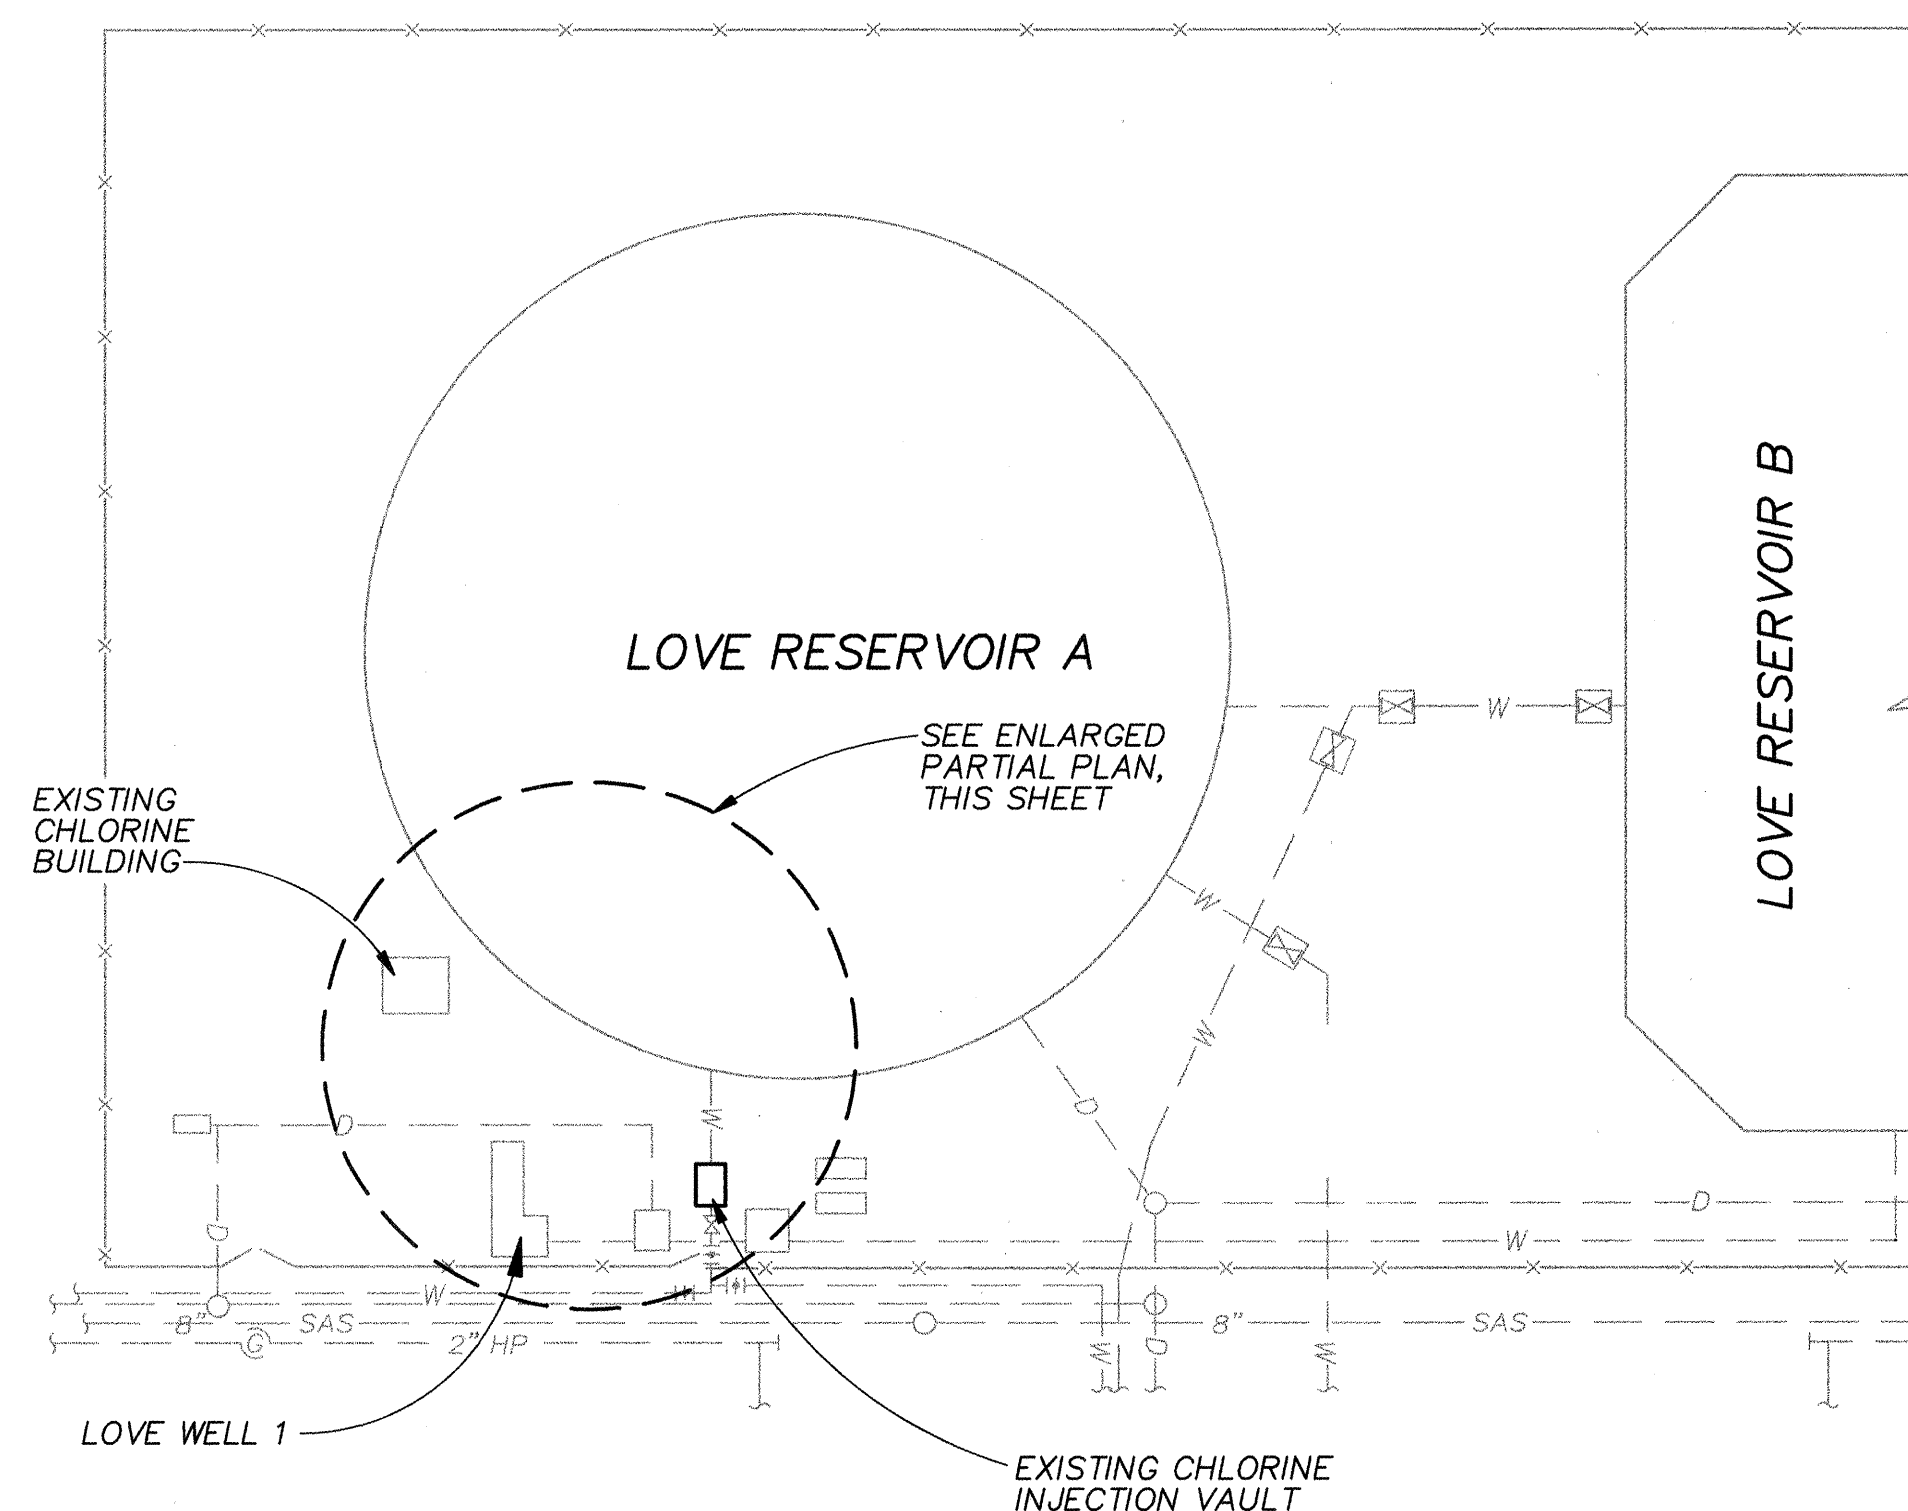 LOVE RESERVOIR A
LOVE RESERVOIR B
SEE ENLARGED
PARTIAL PLAN,
THIS SHEET
EXISTING
CHLORINE
BUILDING
W
W
W
W
D
D
D
D
W
W
W
8"
SAS
8"
SAS
G
2" HP
W
W
D
W
LOVE WELL 1
EXISTING CHLORINE
INJECTION VAULT